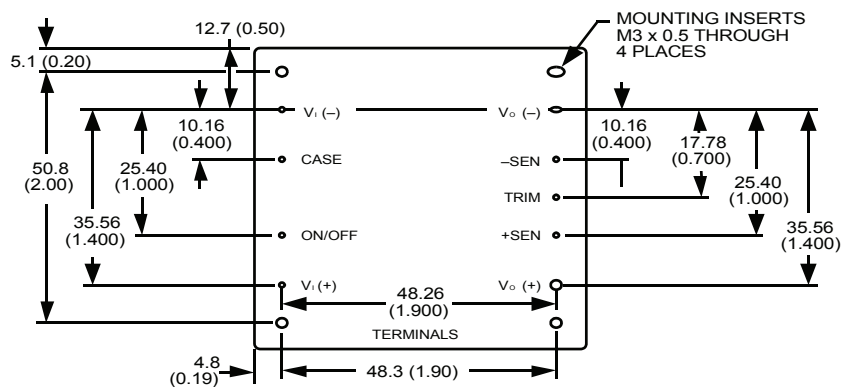 12.7 (0.50)
MOUNTING INSERTS
M3 x 0.5 THROUGH
4 PLACES
5.1 (0.20)
VI (–)
VO (–)
10.16
(0.400)
10.16
(0.400)
17.78
(0.700)
CASE
–SEN
50.8
(2.00)
25.40
(1.000)
25.40
(1.000)
TRIM
35.56
(1.400)
35.56
(1.400)
ON/OFF
+SEN
VI (+)
VO (+)
48.26
(1.900)
TERMINALS
4.8
(0.19)
48.3 (1.90)